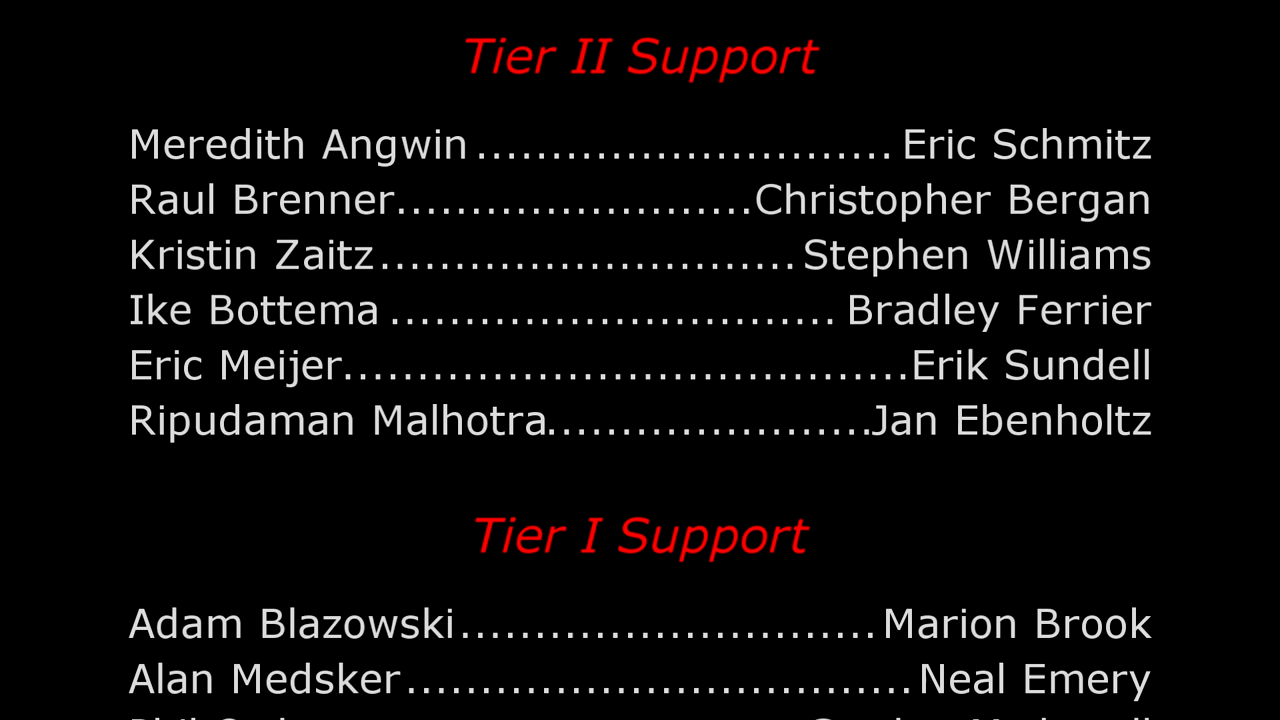 Tier II Support
Meredith Angwin............................ Eric Schmitz
Raul Brenner........................Christopher Bergan
Kristin Zaitz............................ Stephen Williams
Ike Bottema .............................. Bradley Ferrier
Eric Meijer......................................Erik Sundell
Ripudaman Malhotra......................Jan Ebenholtz
Tier I Support
Adam Blazowski............................ Marion Brook
Alan Medsker.................................. Neal Emery